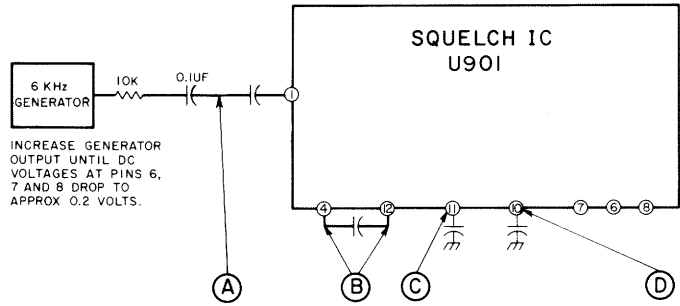 SQUELCH IC
U901
6 KHz
GENERATOR
10K
0.1UF
1
INCREASE GENERATOR
OUTPUT UNTIL DC
VOLTAGES AT PINS 6,
7 AND 8 DROP TO
APPROX 0.2 VOLTS.
4
12
11
10
7
6
8
A
B
C
D